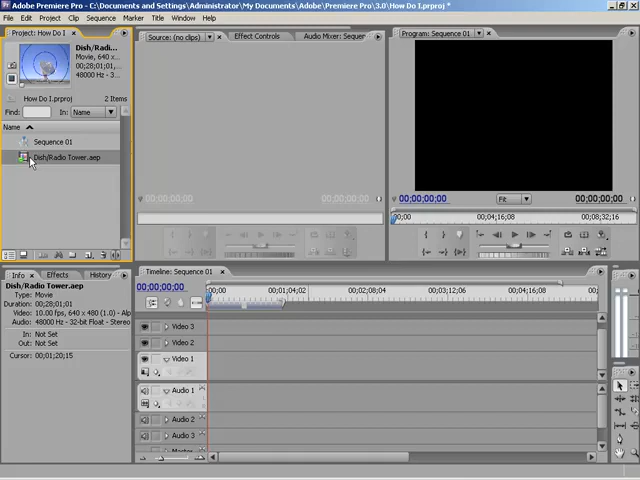 Adobe Premiere Pro - C:\Documents and Settings\Administrator\My Documents\Adobe\Premiere Pro\3.0\How Do I.prproj *
File Edit Project Clip Sequence Marker Title Window Help
Project: How Do I
Dish/Radi...
Movie, 640 x
00;28;01;01,
48000 Hz - 3
How Do I.prproj 2 Items
Find: In: Name
Name
Sequence 01
Dish/Radio Tower.aep
Source: (no clips) Effect Controls Audio Mixer: Sequen
00;00;00;00 00;00;00;00
Program: Sequence 01
00;00;00;00 Fit 00;00;00;00
00;00 00;04;16;08 00;08;32;16
Info Effects History
Dish/Radio Tower.aep
Type: Movie
Duration: 00;28;01;01
Video: 10.00 fps, 640 x 480 (1.0), Alp
Audio: 48000 Hz - 32-bit Float - Stereo
In: Not Set
Out: Not Set
Cursor: 00;01;20;15
Timeline: Sequence 01
00;00;00;00
00;00 00;01;04;02 00;02;08;04 00;03;12;06 00;04;16;08
Video 3
Video 2
Video 1
Audio 1
Audio 2
Audio 3